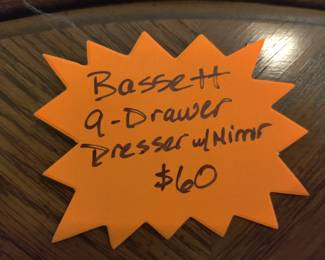 Bassett
9-Drawer
Dresser w/ Mirror
$60